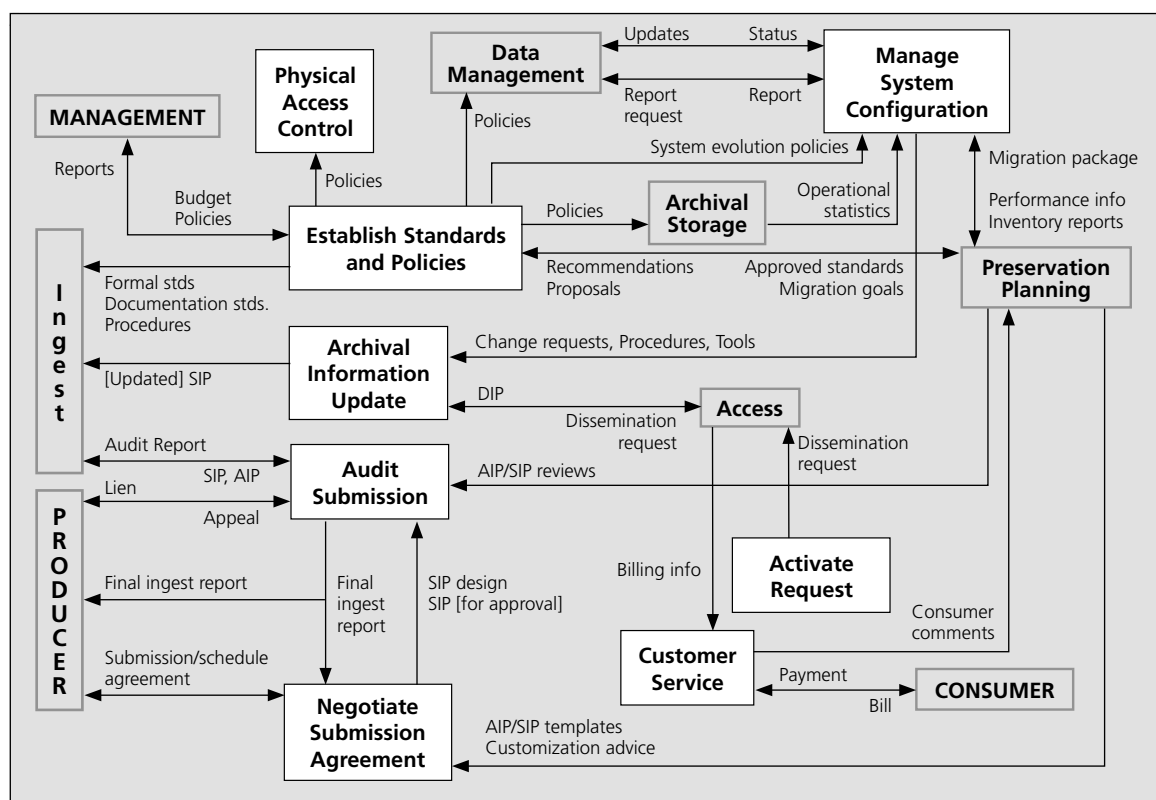 Physical
Access
Control
Data
Management
Updates
Status
Report
request
Report
Manage
System
Configuration
MANAGEMENT
Reports
Budget
Policies
Policies
Policies
System evolution policies
Migration package
Performance info
Inventory reports
Establish Standards
and Policies
Policies
Archival
Storage
Operational
statistics
Recommendations
Proposals
Approved standards
Migration goals
Preservation
Planning
Ingest
Formal stds
Documentation stds.
Procedures
[Updated] SIP
Archival
Information
Update
Change requests, Procedures, Tools
DIP
Dissemination
request
Access
Dissemination
request
Audit Report
SIP, AIP
Audit
Submission
AIP/SIP reviews
PRODUCER
Lien
Appeal
Final ingest report
Final
ingest
report
SIP design
SIP [for approval]
Billing info
Activate
Request
Consumer
comments
Customer
Service
Payment
Bill
CONSUMER
Submission/schedule
agreement
Negotiate
Submission
Agreement
AIP/SIP templates
Customization advice